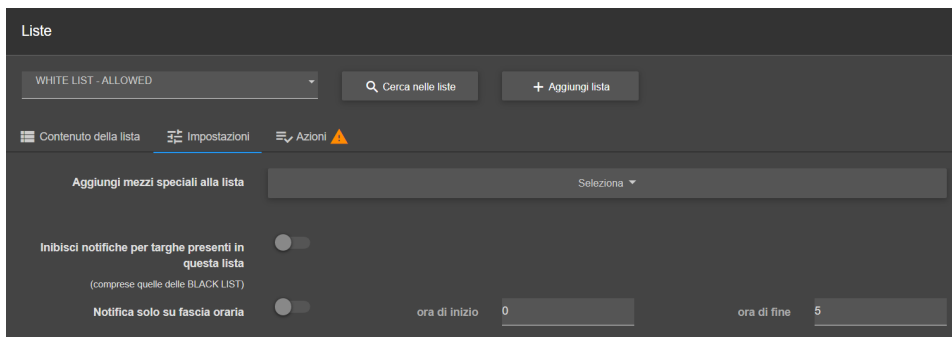 Liste
WHITE LIST - ALLOWED
Cerca nelle liste
+ Aggiungi lista
Contenuto della lista
Impostazioni
Azioni
Aggiungi mezzi speciali alla lista
Seleziona
Inibisci notifiche per targhe presenti in
questa lista
(comprese quelle delle BLACK LIST)
Notifica solo su fascia oraria
ora di inizio
0
ora di fine
5